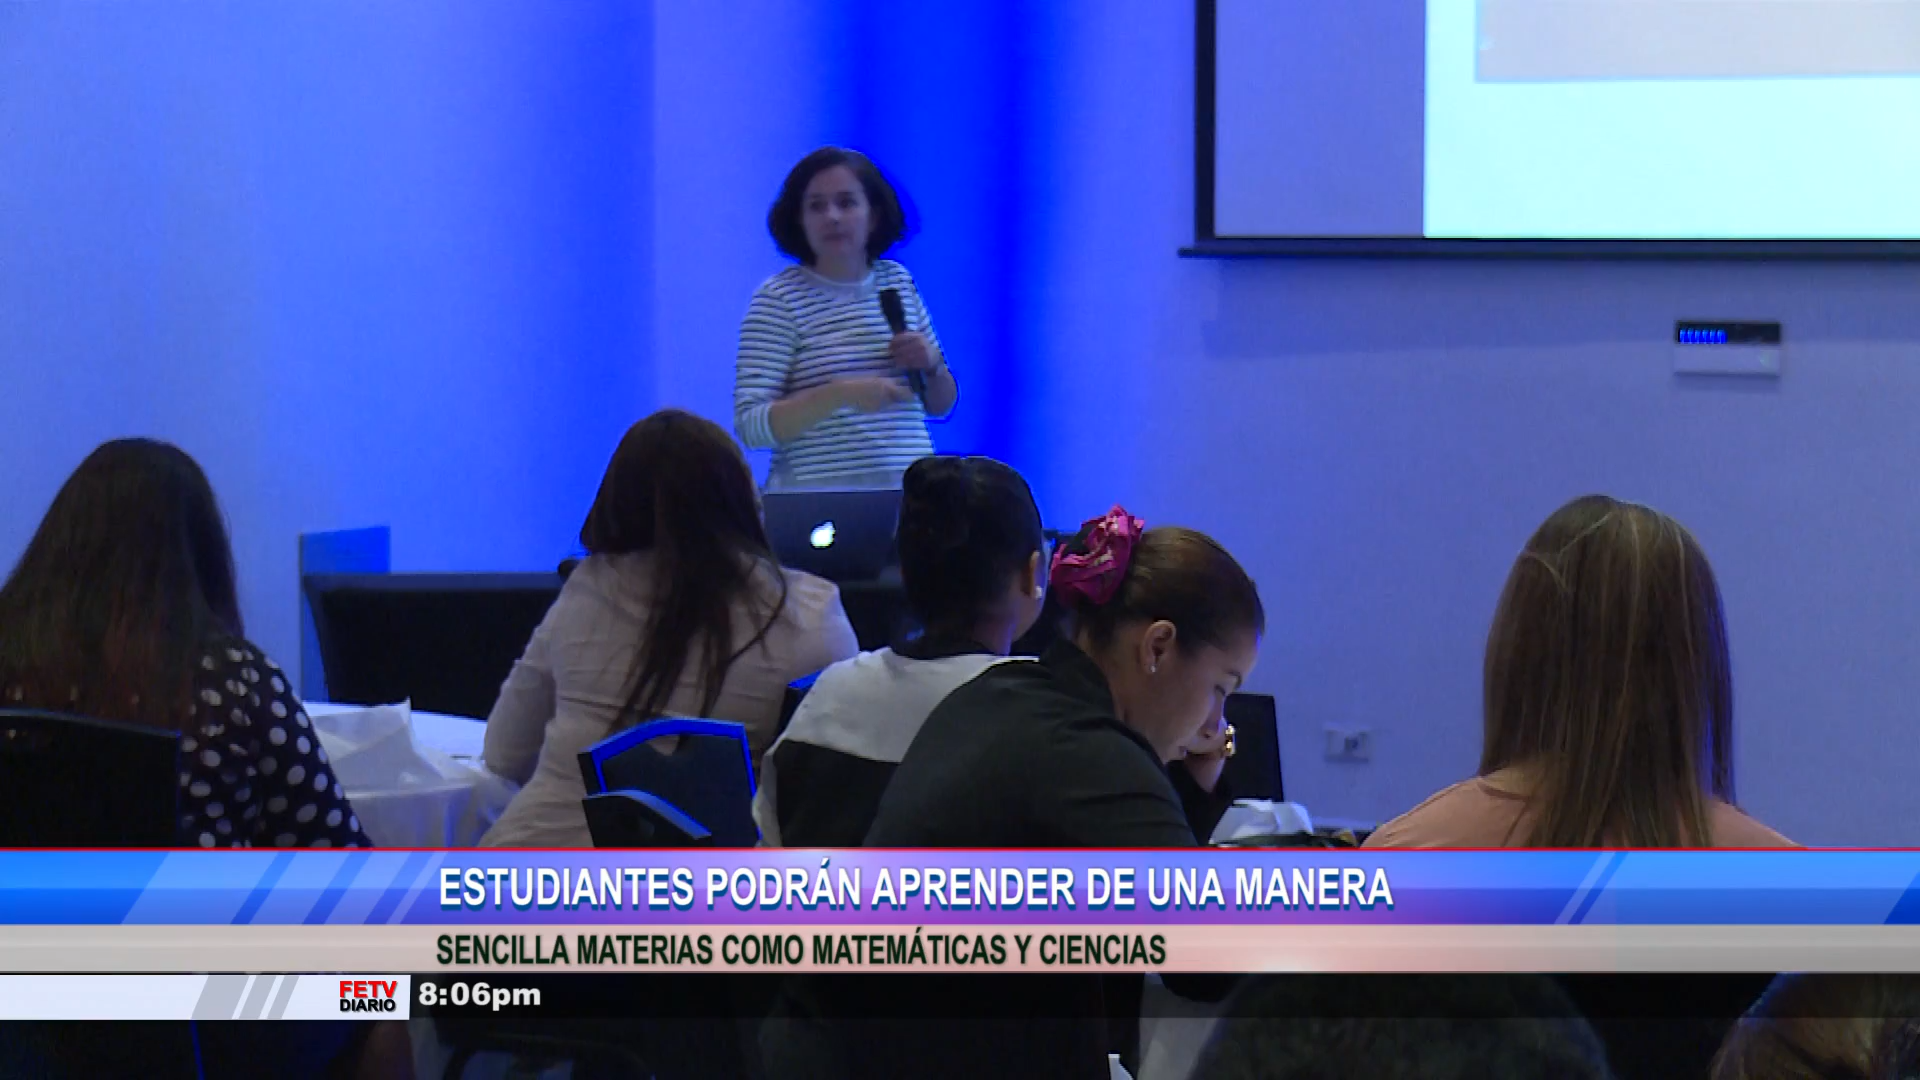 ESTUDIANTES PODRÁN APRENDER DE UNA MANERA
SENCILLA MATERIAS COMO MATEMÁTICAS Y CIENCIAS
FETV
DIARIO
8:06pm